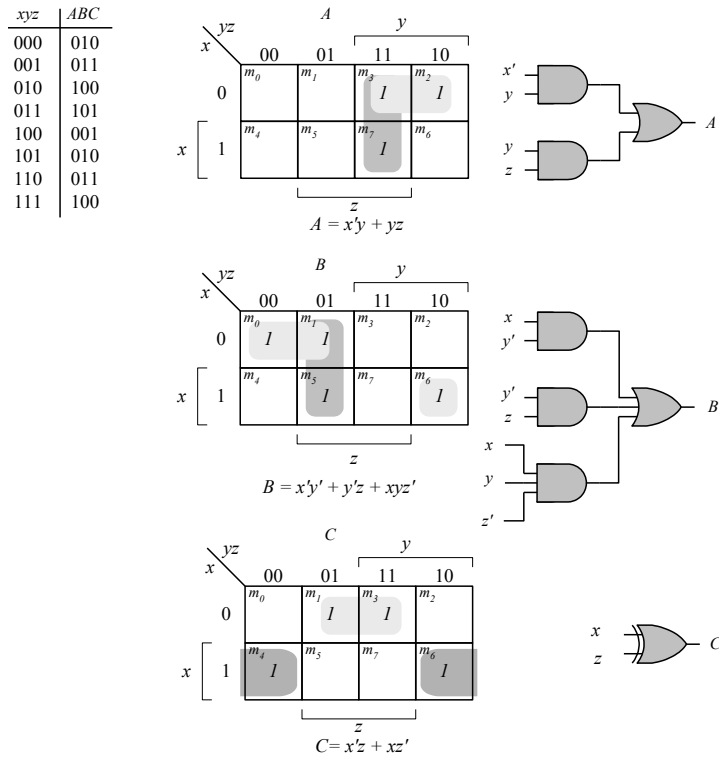 xyz ABC
000 010
001 011
010 100
011 101
100 001
101 010
110 011
111 100
A
yz
x
y
00 01 11 10
0
m0 m1 m3 1 m2 1
x 1
m4 m5 m7 1 m6
z
A = x'y + yz
x'
y
y
z
A
B
yz
x
y
00 01 11 10
0
m0 1 m1 1 m3 m2
x 1
m4 m5 1 m7 m6 1
z
B = x'y' + y'z + xyz'
x
y'
y'
z
x
y
z'
B
C
yz
x
y
00 01 11 10
0
m0 m1 1 m3 1 m2
x 1
m4 1 m5 m7 m6 1
z
C= x'z + xz'
x
z
C